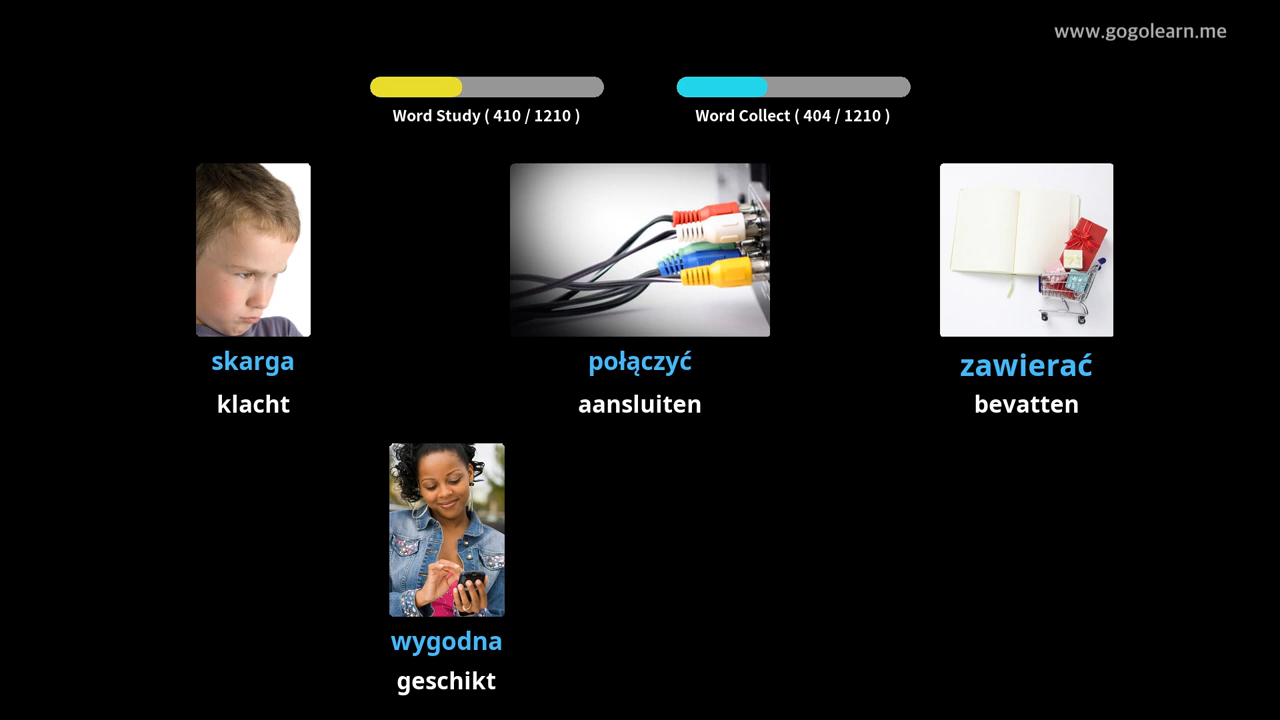 www.gogolearn.me
Word Study ( 410 / 1210 )
Word Collect ( 404 / 1210 )
skarga
klacht
połączyć
aansluiten
zawierać
bevatten
wygodna
geschikt